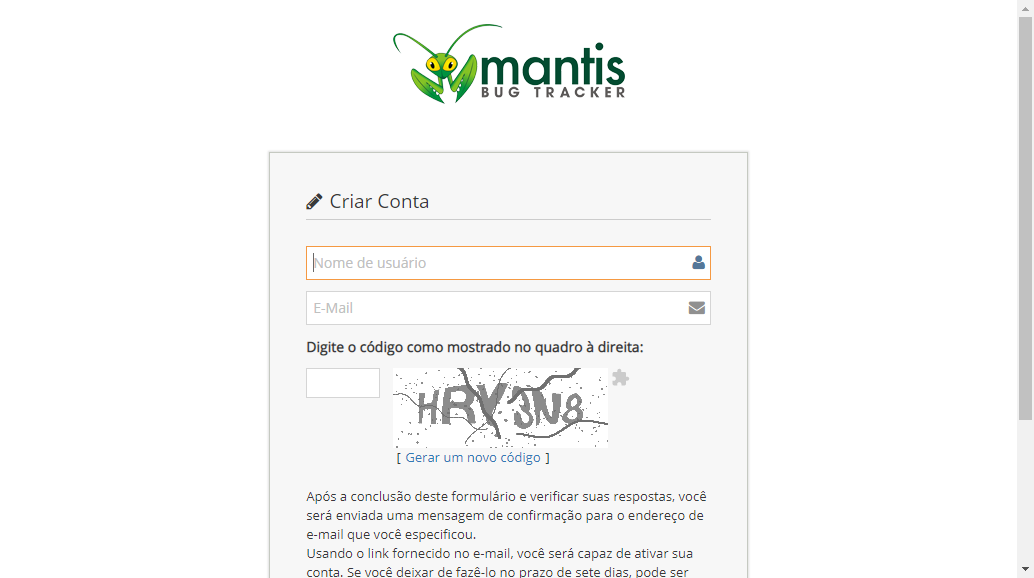 mantis
BUG TRACKER
Criar Conta
Nome de usuário
E-Mail
Digite o código como mostrado no quadro à direita:
HRY3N8
[ Gerar um novo código ]
Após a conclusão deste formulário e verificar suas respostas, você
será enviada uma mensagem de confirmação para o endereço de
e-mail que você especificou.
Usando o link fornecido no e-mail, você será capaz de ativar sua
conta. Se você deixar de fazê-lo no prazo de sete dias, pode ser